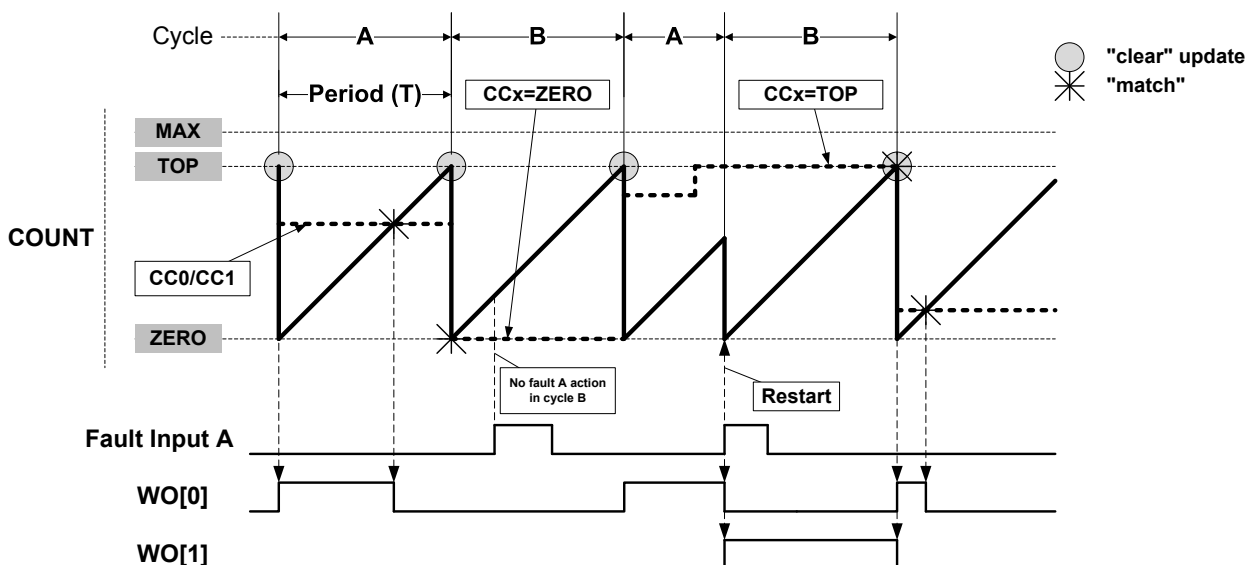 Cycle
A
B
A
B
"clear" update
"match"
Period (T)
CCx=ZERO
CCx=TOP
MAX
TOP
COUNT
CC0/CC1
ZERO
No fault A action
in cycle B
Restart
Fault Input A
WO[0]
WO[1]